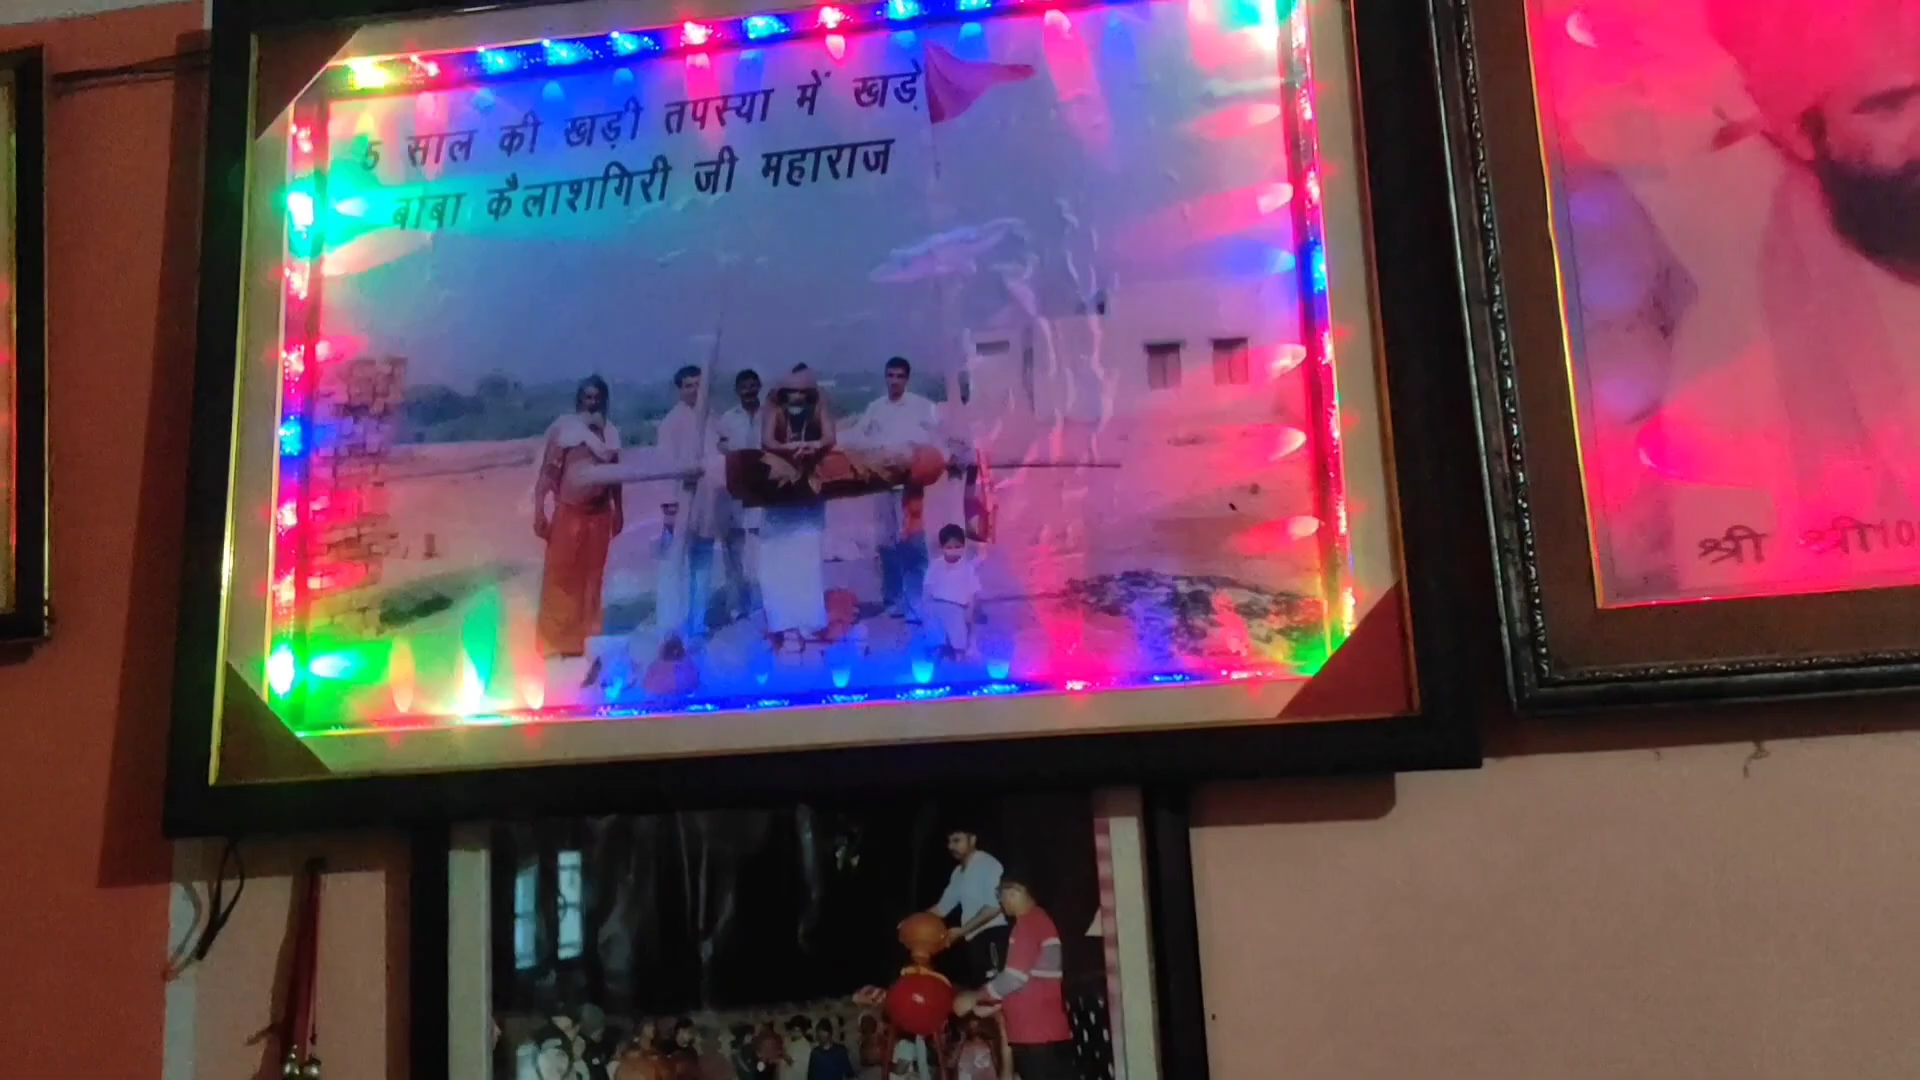 5 साल की खड़ी तपस्या में खड़े
बाबा कैलाशगिरी जी महाराज
श्री श्री 10